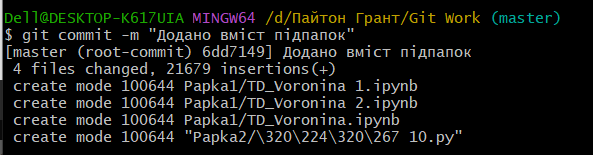 Dell@DESKTOP-K617UIA MINGW64 /d/Пайтон Грант/Git Work (master)
$ git commit -m "Додано вміст підпапок"
[master (root-commit) 6dd7149] Додано вміст підпапок
 4 files changed, 21679 insertions(+)
 create mode 100644 Papka1/TD_Voronina 1.ipynb
 create mode 100644 Papka1/TD_Voronina 2.ipynb
 create mode 100644 Papka1/TD_Voronina.ipynb
 create mode 100644 "Papka2/\320\224\320\267 10.py"